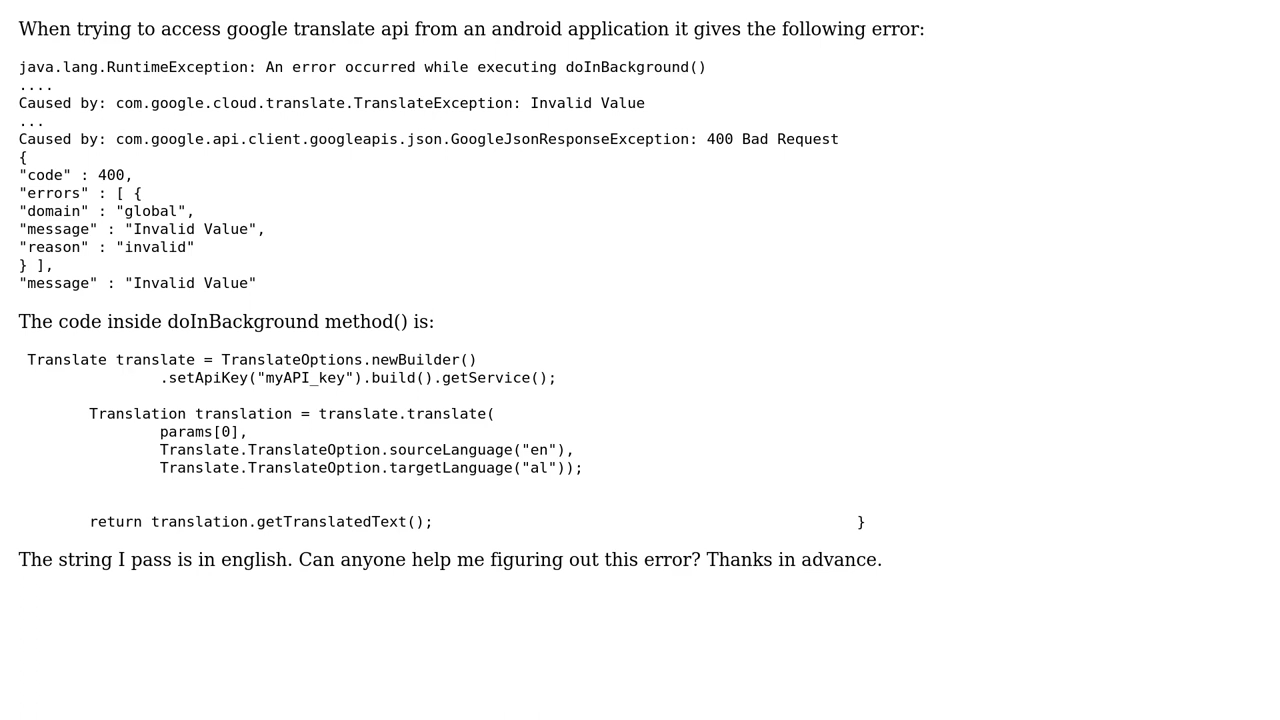 When trying to access google translate api from an android application it gives the following error:
java.lang.RuntimeException: An error occurred while executing doInBackground()
....
Caused by: com.google.cloud.translate.TranslateException: Invalid Value
...
Caused by: com.google.api.client.googleapis.json.GoogleJsonResponseException: 400 Bad Request
{
"code" : 400,
"errors" : [ {
"domain" : "global",
"message" : "Invalid Value",
"reason" : "invalid"
} ],
"message" : "Invalid Value"
The code inside doInBackground method() is:
Translate translate = TranslateOptions.newBuilder()
.setApiKey("myAPI_key").build().getService();
Translation translation = translate.translate(
params[0],
Translate.TranslateOption.sourceLanguage("en"),
Translate.TranslateOption.targetLanguage("al"));
return translation.getTranslatedText(); }
The string I pass is in english. Can anyone help me figuring out this error? Thanks in advance.